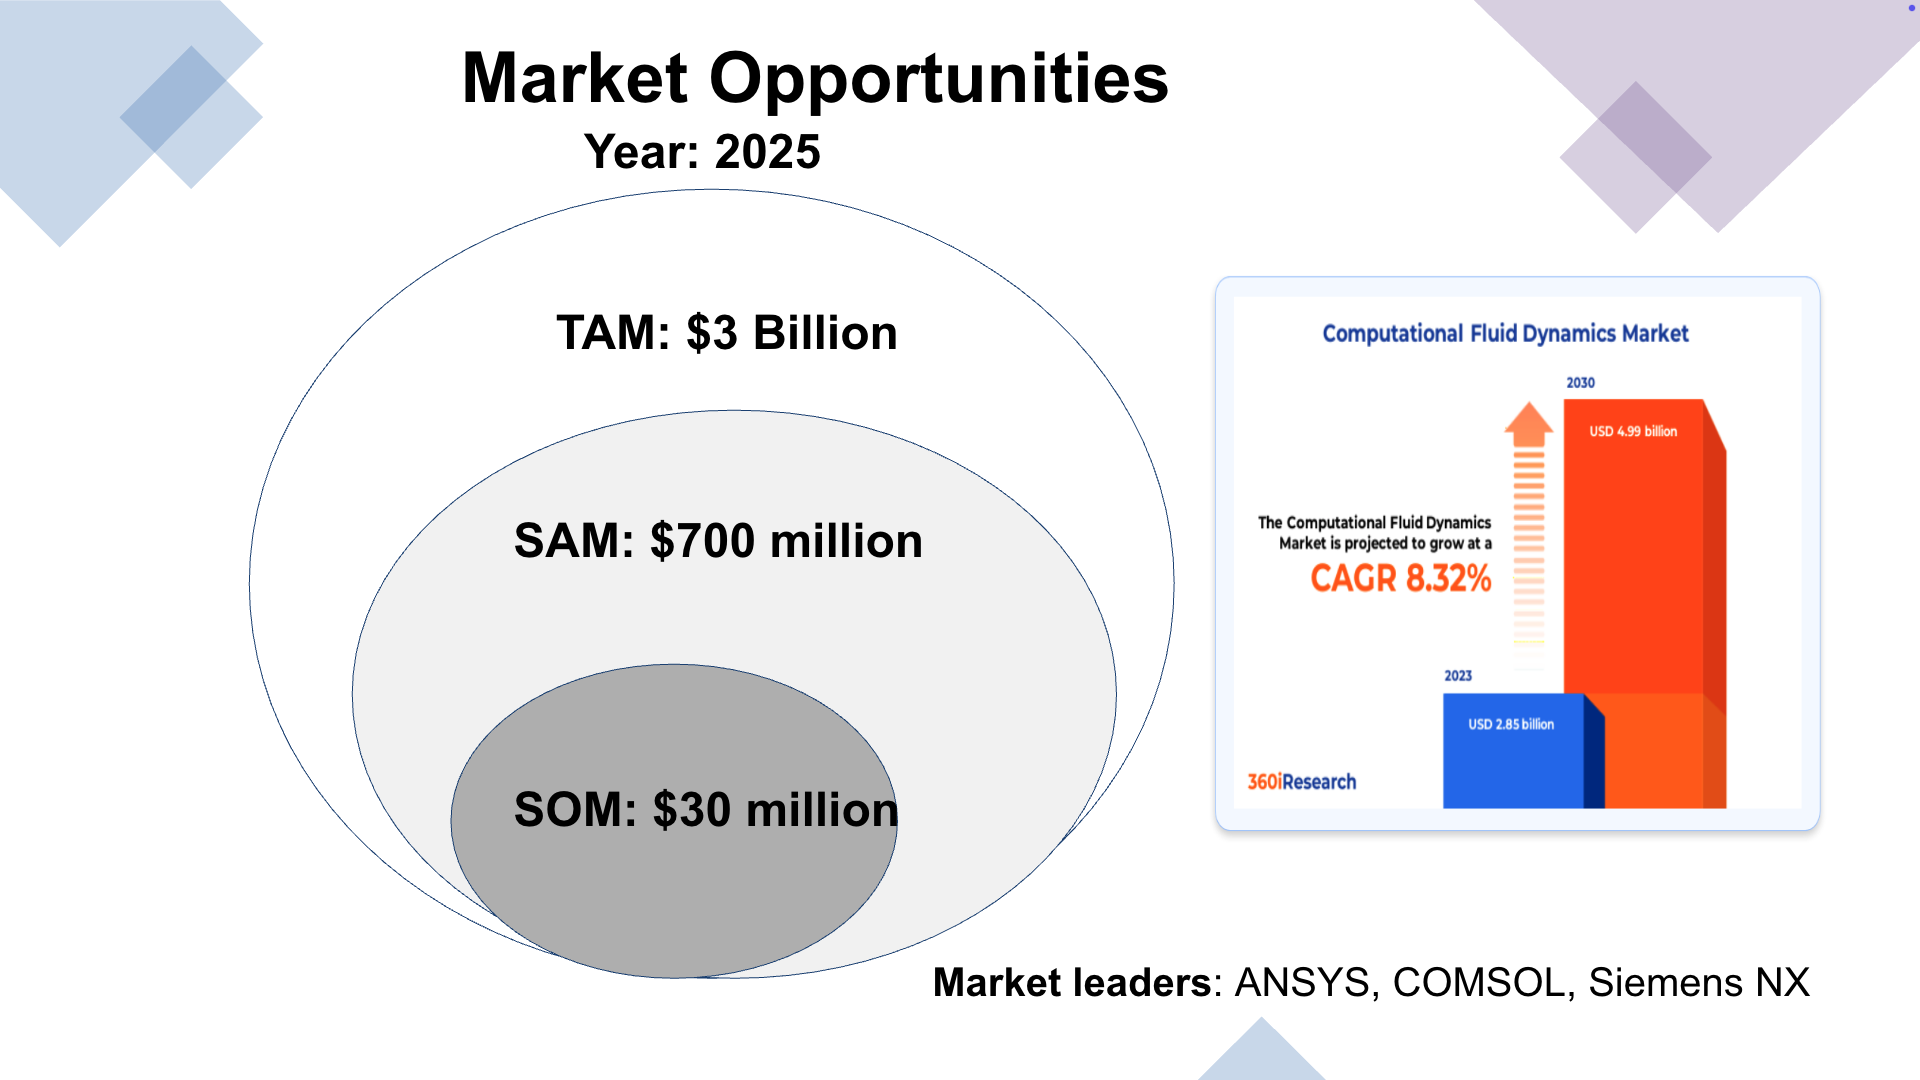 Market Opportunities
Year: 2025
TAM: $3 Billion
SAM: $700 million
SOM: $30 million
Computational Fluid Dynamics Market
2030
USD 4.99 billion
The Computational Fluid Dynamics
Market is projected to grow at a
CAGR 8.32%
2023
USD 2.85 billion
360iResearch
Market leaders: ANSYS, COMSOL, Siemens NX